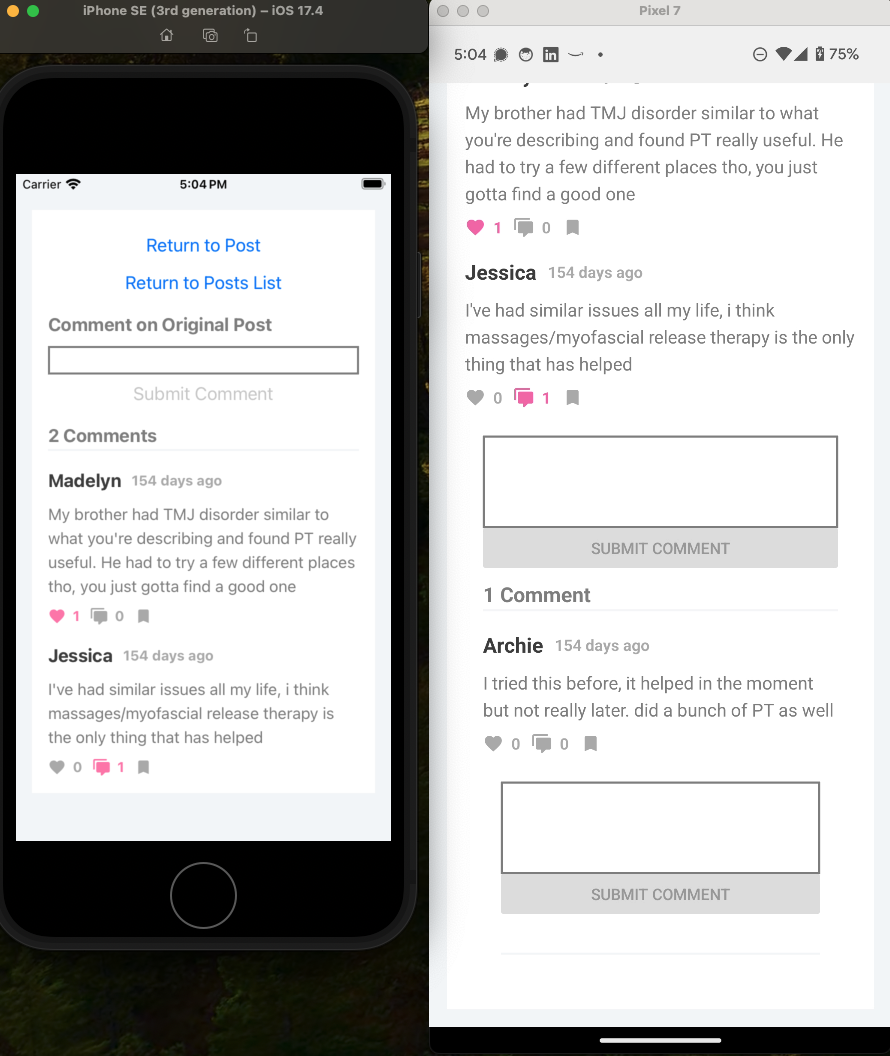 iPhone SE (3rd generation) – iOS 17.4
Carrier
5:04 PM
Return to Post
Return to Posts List
Comment on Original Post
Submit Comment
2 Comments
Madelyn 154 days ago
My brother had TMJ disorder similar to
what you're describing and found PT really
useful. He had to try a few different places
tho, you just gotta find a good one
1 0
Jessica 154 days ago
I've had similar issues all my life, i think
massages/myofascial release therapy is
the only thing that has helped
0 1
Pixel 7
5:04 in 75%
My brother had TMJ disorder similar to what
you're describing and found PT really useful. He
had to try a few different places tho, you just
gotta find a good one
1 0
Jessica 154 days ago
I've had similar issues all my life, i think
massages/myofascial release therapy is the only
thing that has helped
0 1
SUBMIT COMMENT
1 Comment
Archie 154 days ago
I tried this before, it helped in the moment
but not really later. did a bunch of PT as well
0 0
SUBMIT COMMENT